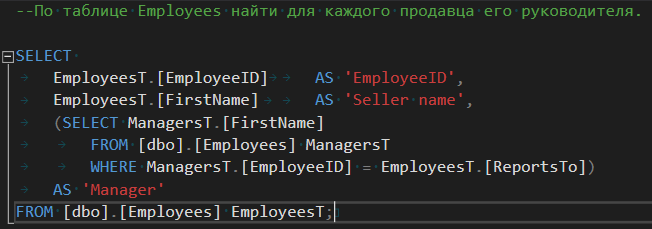 --По таблице Employees найти для каждого продавца его руководителя.
SELECT
EmployeesT.[EmployeeID] AS 'EmployeeID',
EmployeesT.[FirstName] AS 'Seller name',
(SELECT ManagersT.[FirstName]
FROM [dbo].[Employees] ManagersT
WHERE ManagersT.[EmployeeID] = EmployeesT.[ReportsTo])
AS 'Manager'
FROM [dbo].[Employees] EmployeesT;